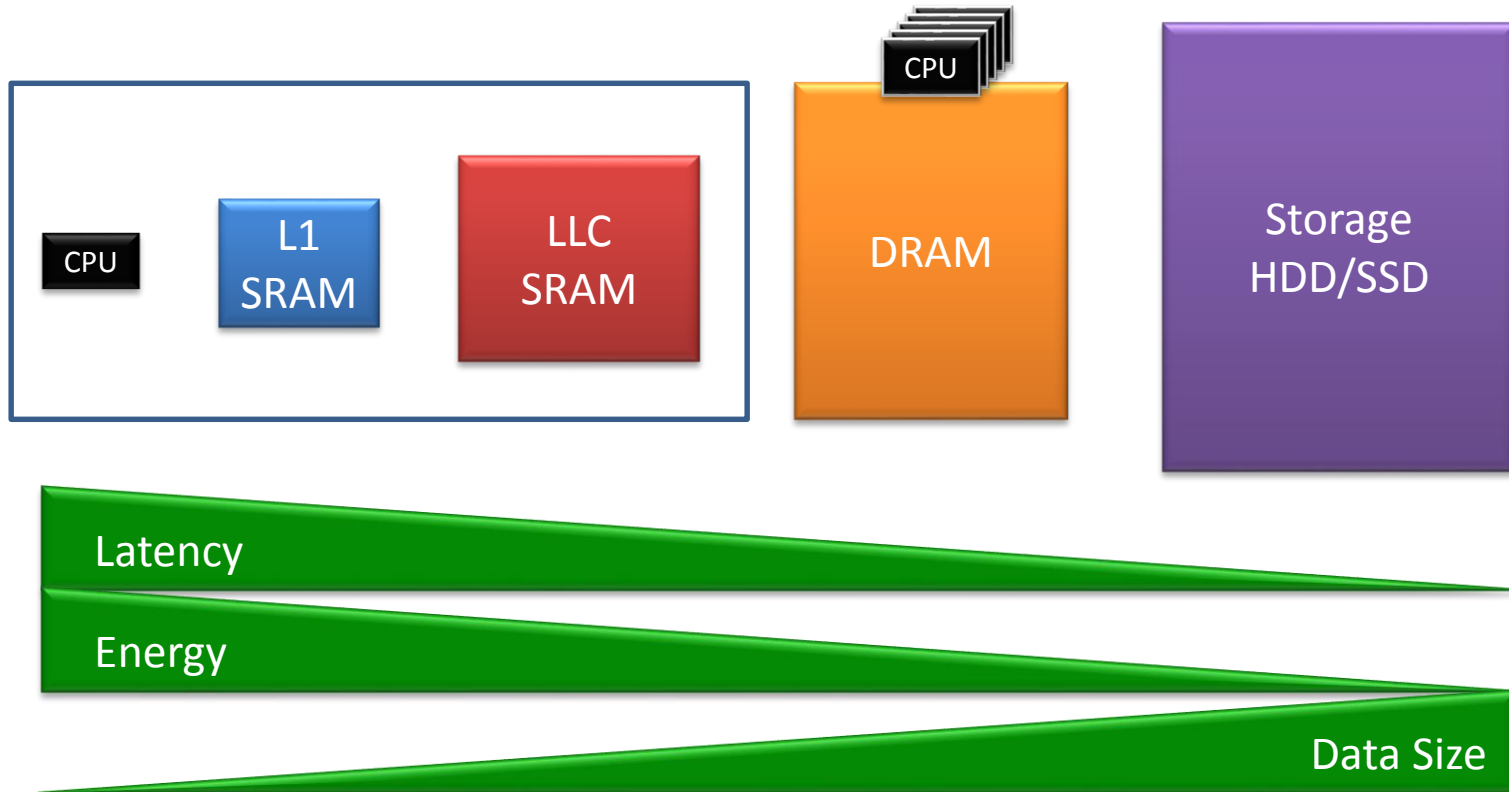 CPU
L1
SRAM
LLC
SRAM
CPU
DRAM
Storage
HDD/SSD
Latency
Energy
Data Size